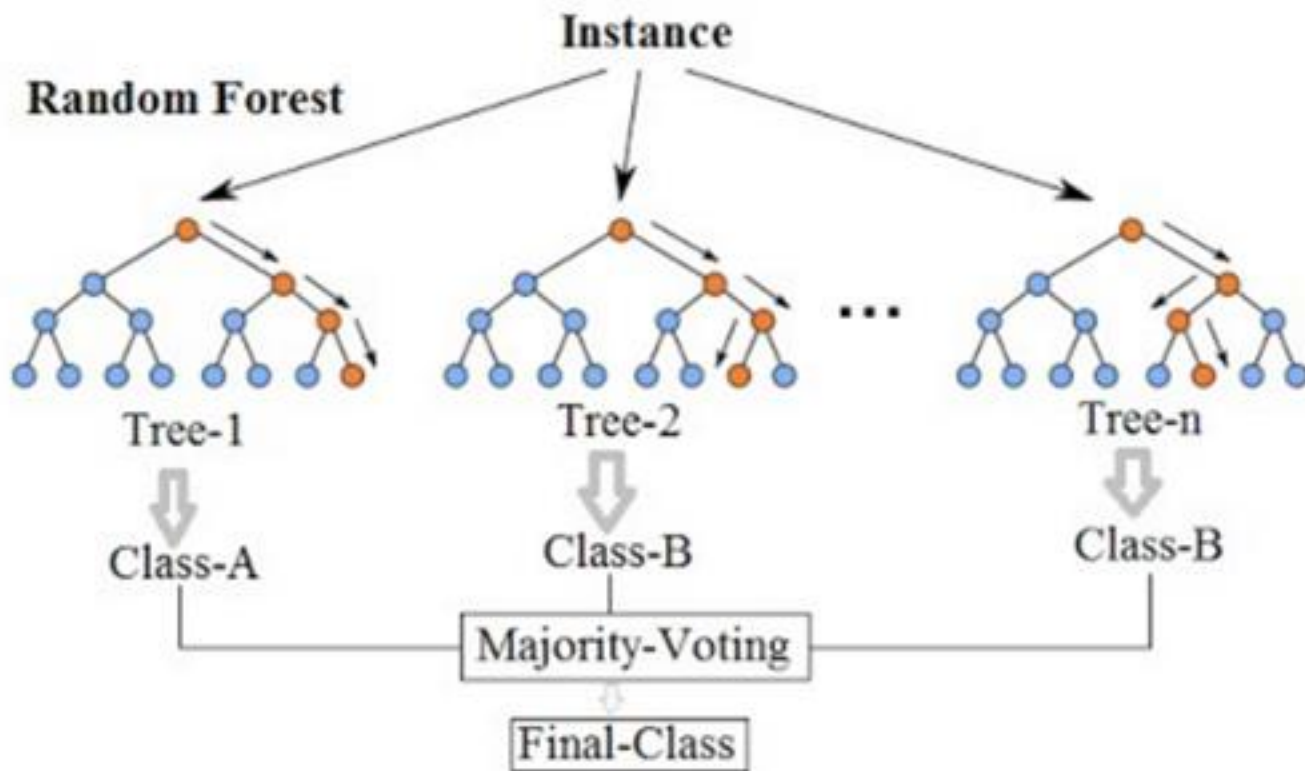 Instance
Random Forest
...
Tree-1
Tree-2
Tree-n
Class-A
Class-B
Class-B
Majority-Voting
Final-Class